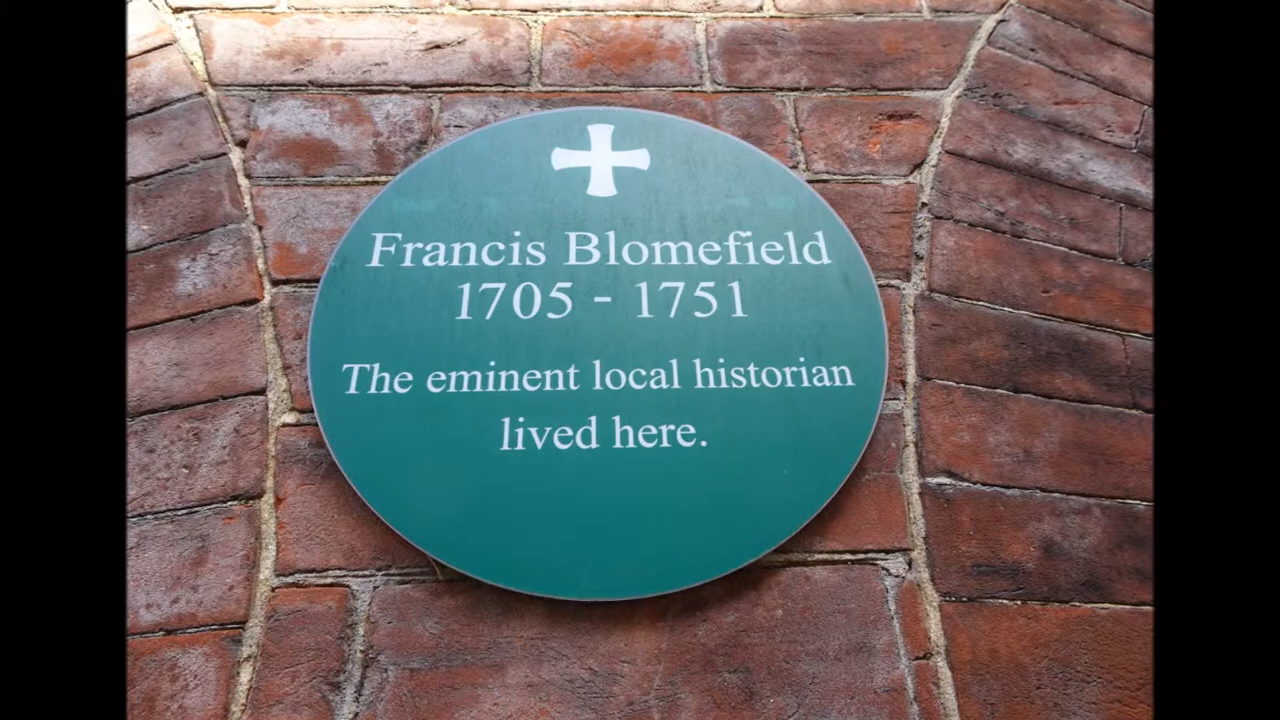 Francis Blomefield
1705 - 1751
The eminent local historian
lived here.